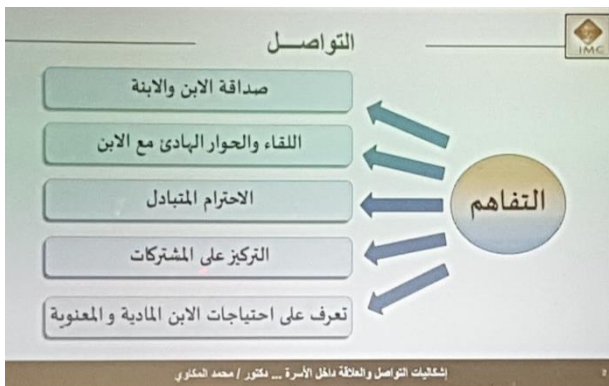 التواصل
IMC
صداقة الابن والابنة
اللقاء والحوار الهادئ مع الابن
الاحترام المتبادل
التركيز على المشتركات
تعرف على احتياجات الابن المادية و المعنوية
التفاهم
إشكاليات التواصل والعلاقة داخل الأسرة ... دكتور / محمد المكاوي